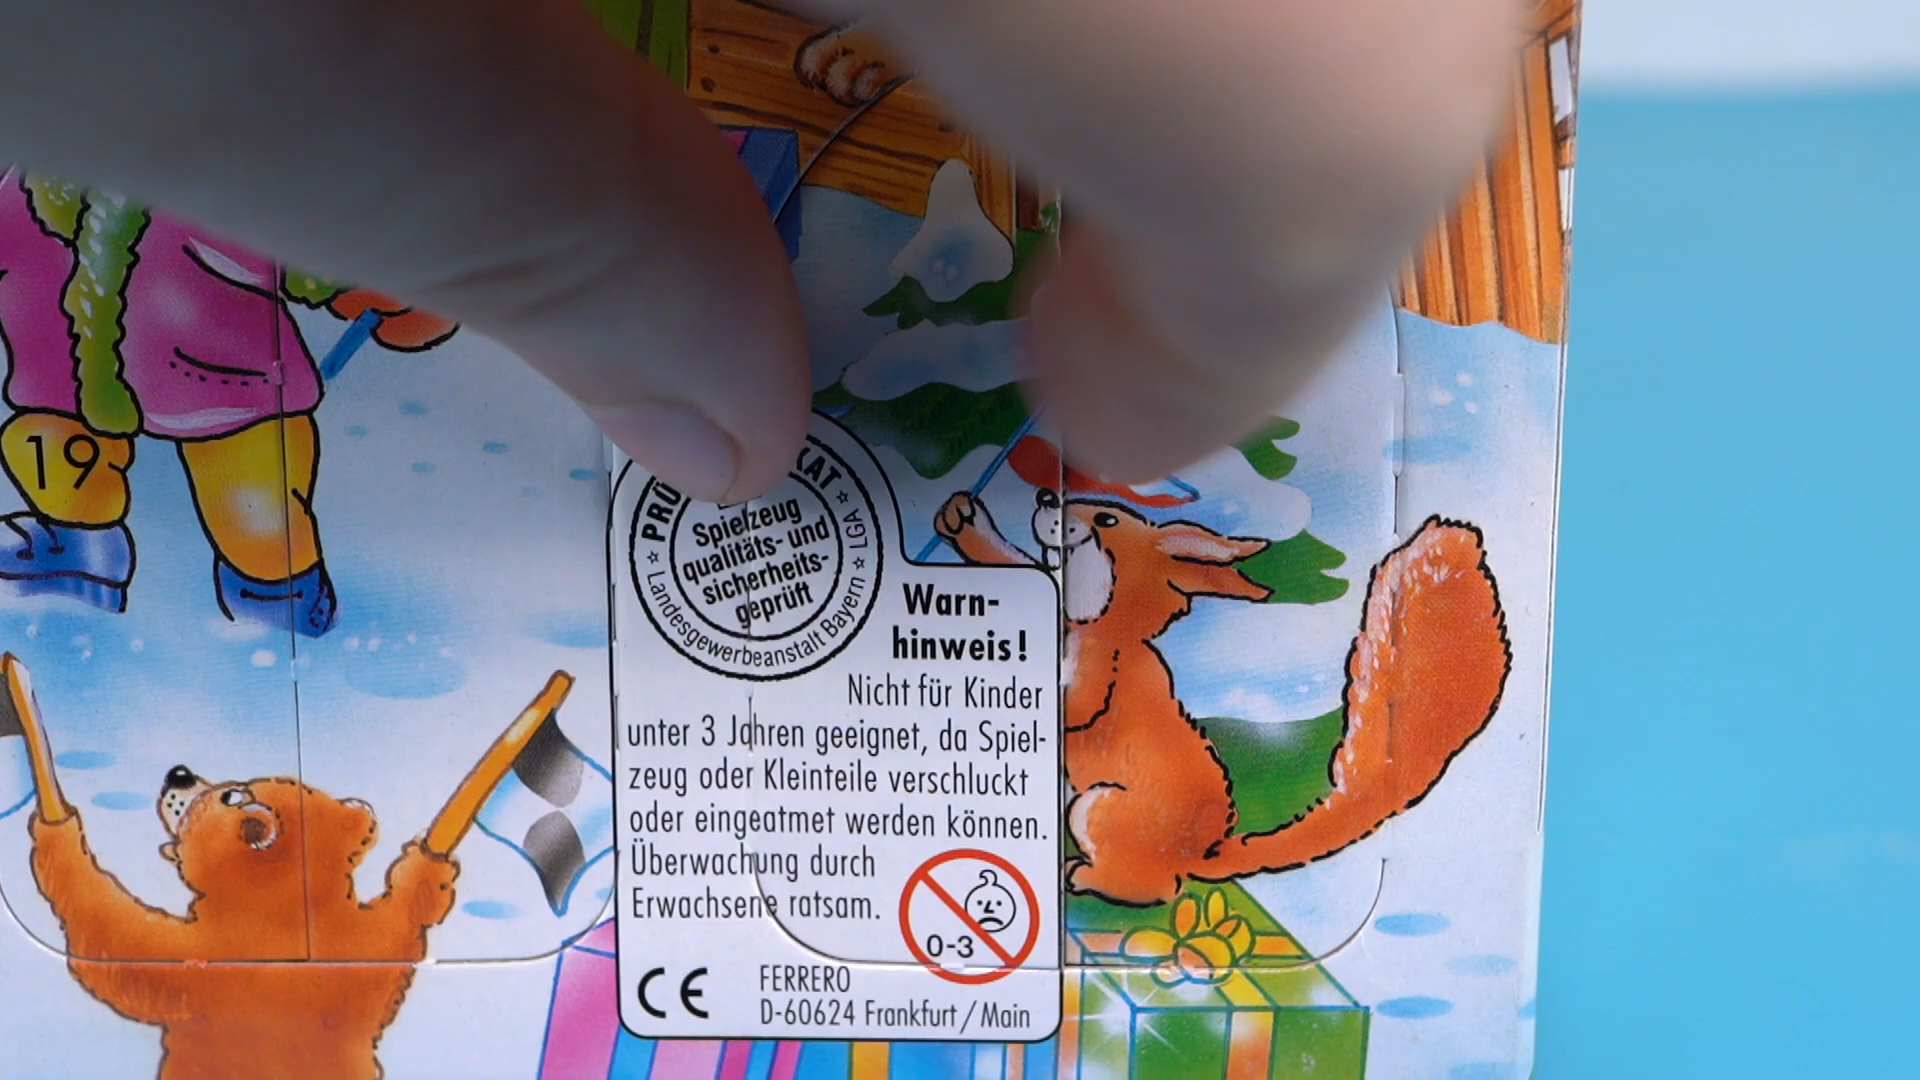 19
Spielzeug
qualitäts- und
sicherheits-
geprüft
☆ Landesgewerbeanstalt Bayern ☆ LGA ☆
Warn-
hinweis!
Nicht für Kinder
unter 3 Jahren geeignet, da Spiel-
zeug oder Kleinteile verschluckt
oder eingeatmet werden können.
Überwachung durch
Erwachsene ratsam.
0-3
CE
FERRERO
D-60624 Frankfurt / Main